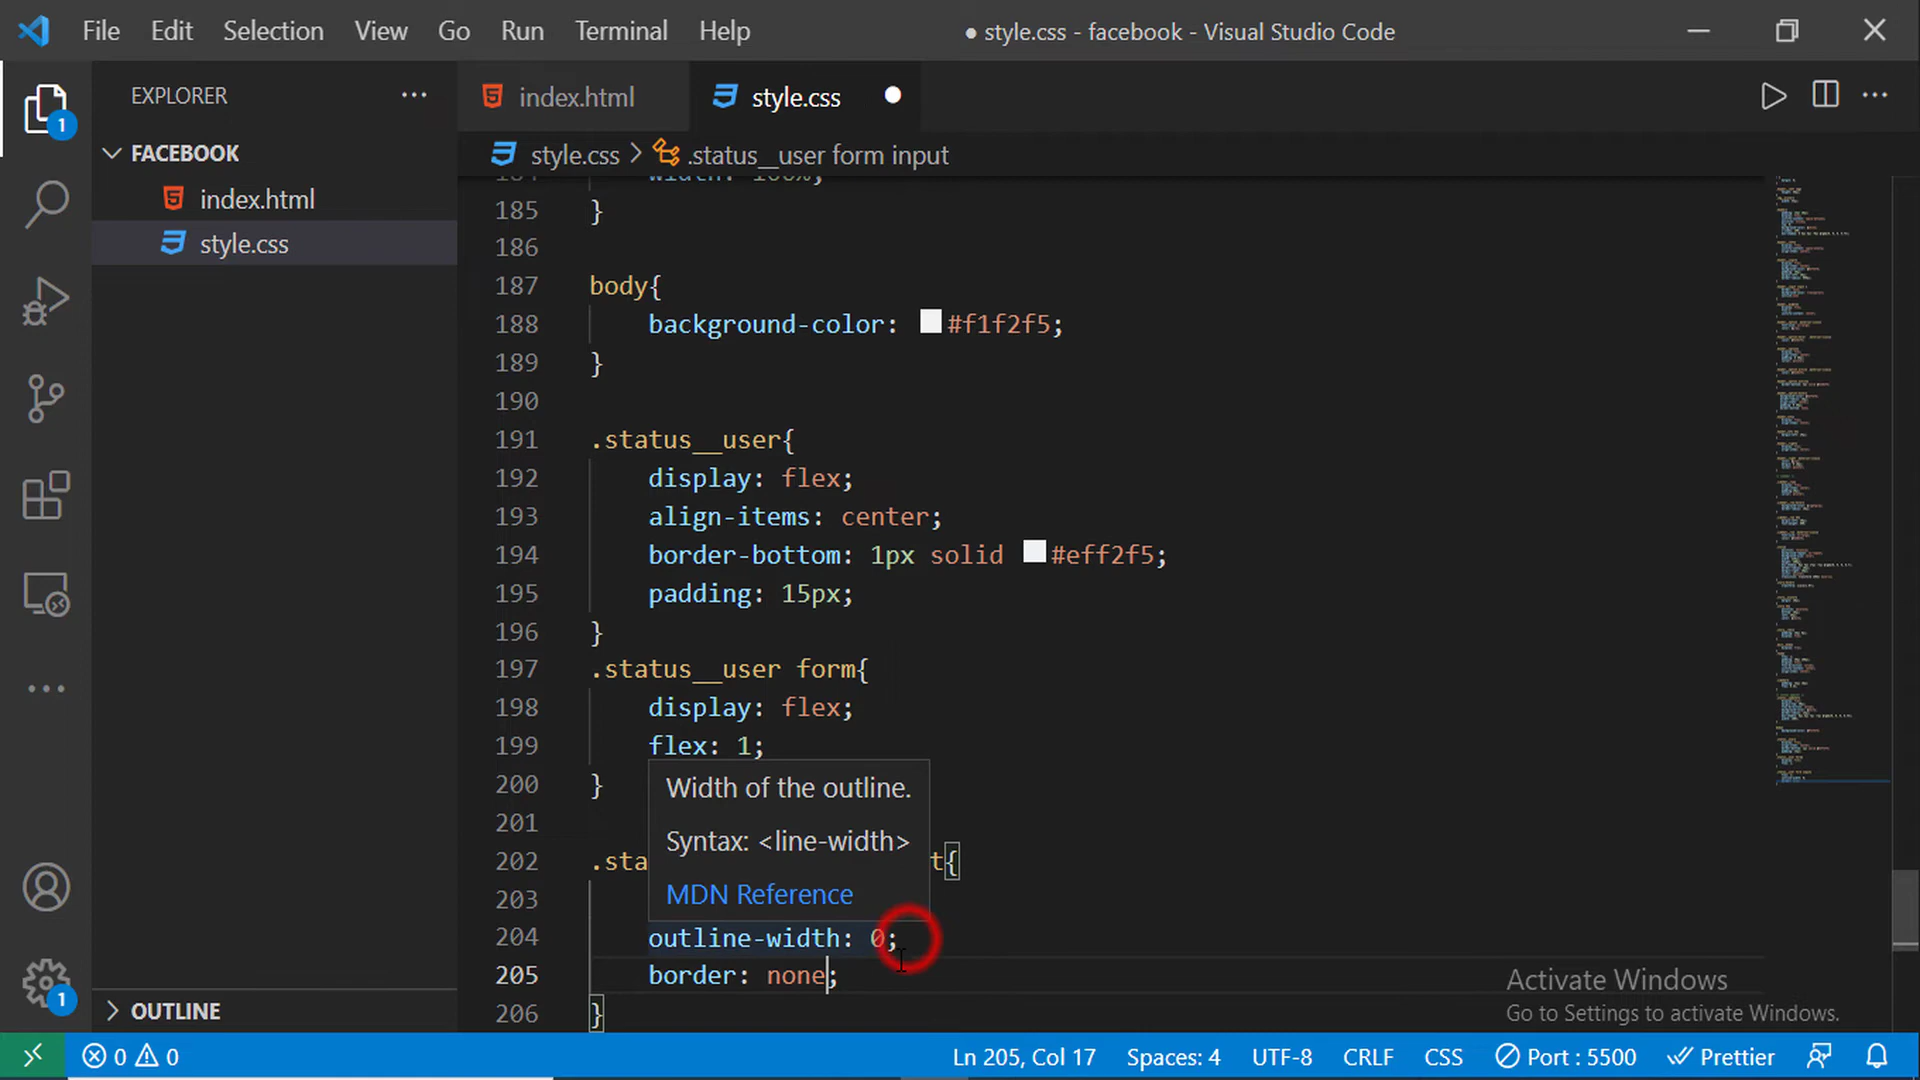 File Edit Selection View Go Run Terminal Help
● style.css - facebook - Visual Studio Code
EXPLORER
1
FACEBOOK
index.html
style.css
OUTLINE
1
index.html
style.css
style.css > .status__user form input
185 }
186
187 body{
188 background-color: #f1f2f5;
189 }
190
191 .status__user{
192 display: flex;
193 align-items: center;
194 border-bottom: 1px solid #eff2f5;
195 padding: 15px;
196 }
197 .status__user form{
198 display: flex;
199 flex: 1;
200 }
201
202 .sta t{
203
204 outline-width: 0;
205 border: none;
206 }
Width of the outline.
Syntax: <line-width>
MDN Reference
Activate Windows
Go to Settings to activate Windows.
0 0
Ln 205, Col 17 Spaces: 4 UTF-8 CRLF CSS Port : 5500 Prettier